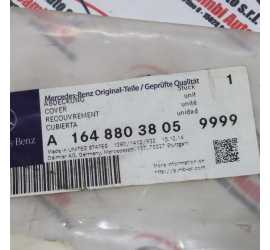 Mercedes-Benz Original-Teile / Geprüfte Qualität
ABDECKUNG
COVER
RECOUVREMENT
CUBIERTA
Stück
unit
unité
unidad
1
Benz
A 164 880 38 05 9999
Made in UNITED STATES
Daimler AG, Germany, Mercedesstr. 137, 70327 Stuttgart